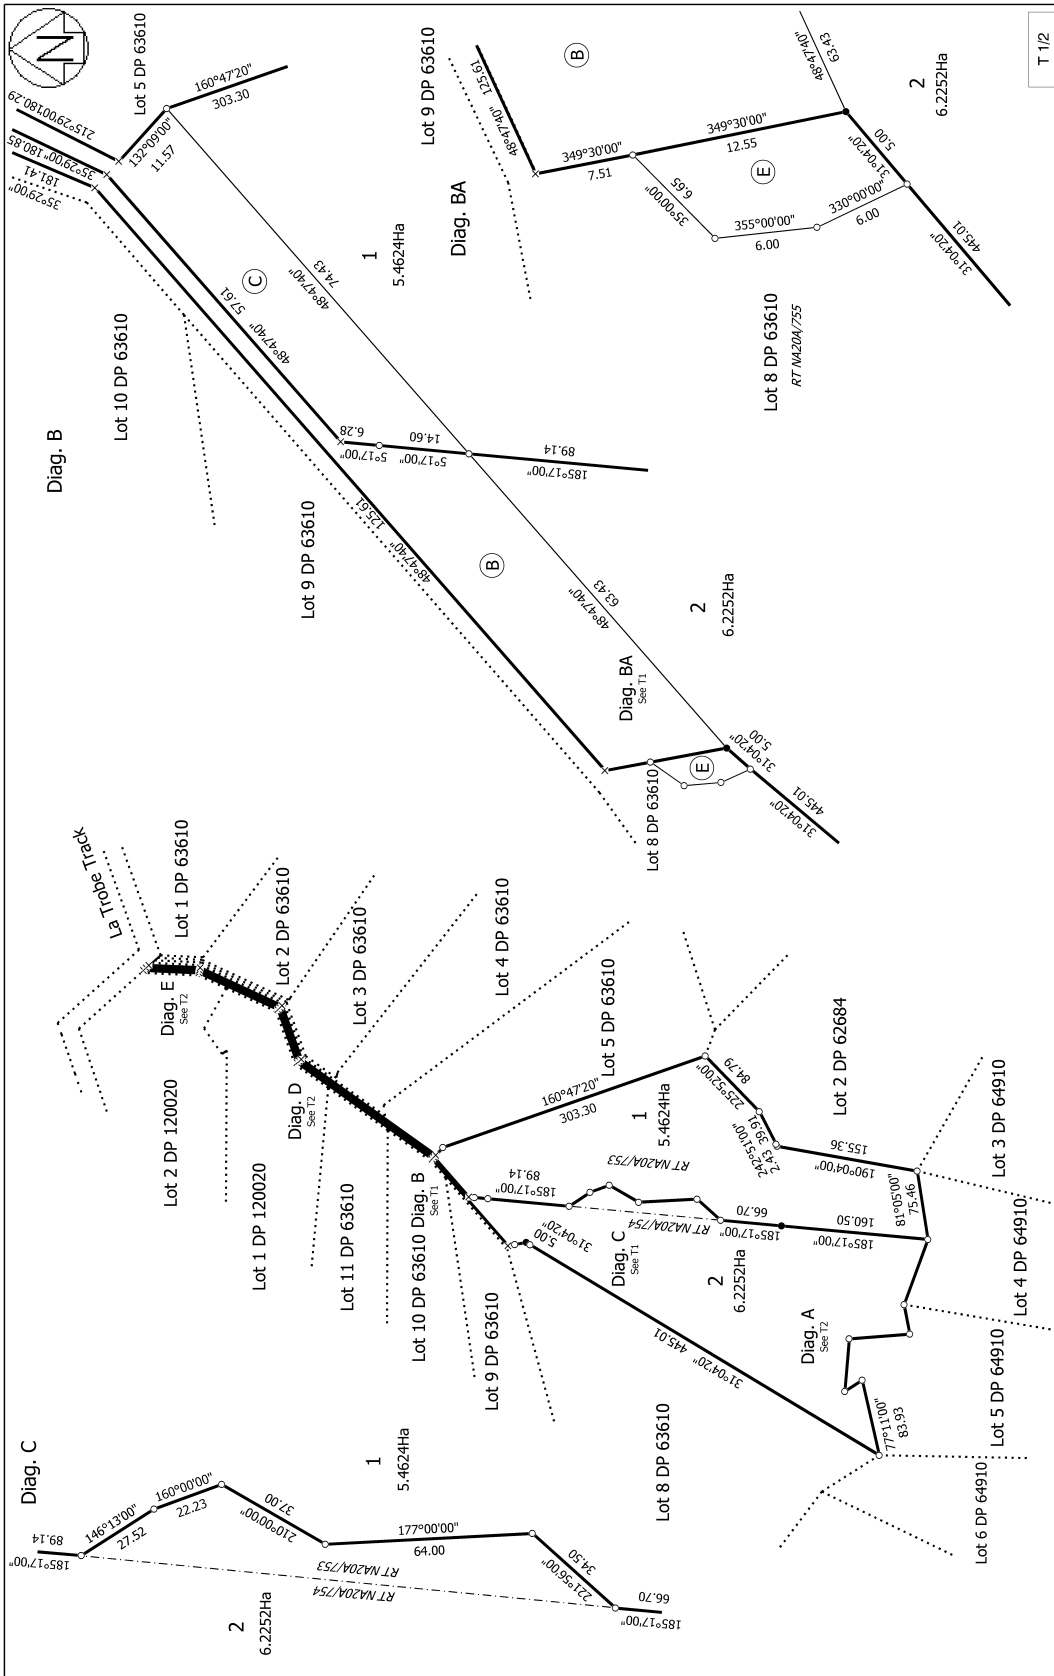 N
T 1/2
Diag. C
89.14
185°17'00"
146°13'00"
27.52
160°00'00"
22.23
210°00'00"
37.00
177°00'00"
64.00
221°56'00"
34.50
66.70
185°17'00"
RT NA20A/753
RT NA20A/754
1
5.4624Ha
2
6.2252Ha
La Trobe Track
Lot 1 DP 63610
Lot 2 DP 63610
Lot 3 DP 63610
Lot 4 DP 63610
Lot 5 DP 63610
Diag. E
See T2
Lot 2 DP 120020
Diag. D
See T2
Lot 1 DP 120020
Lot 11 DP 63610
Lot 10 DP 63610
Diag. B
See T1
Lot 9 DP 63610
160°47'20"
303.30
89.14
185°17'00"
1
5.4624Ha
RT NA20A/753
RT NA20A/754
5.00
31°04'20"
Diag. C
See T1
225°52'00"
84.79
242°51'00"
2.43 39.91
Lot 2 DP 62684
155.36
190°04'00"
66.70
185°17'00"
160.50
185°17'00"
81°05'00"
75.46
2
6.2252Ha
445.01
31°04'20"
Diag. A
See T2
77°11'00"
83.93
Lot 8 DP 63610
Lot 3 DP 64910
Lot 4 DP 64910
Lot 5 DP 64910
Lot 6 DP 64910
Diag. B
Lot 5 DP 63610
215°29'00"
180.29
35°29'00"
180.85
181.41
35°29'00"
132°09'00"
11.57
160°47'20"
303.30
Lot 10 DP 63610
C
57.61
48°47'40"
74.43
48°47'40"
1
5.4624Ha
6.28
5°17'00"
14.60
5°17'00"
89.14
185°17'00"
Lot 9 DP 63610
125.61
48°47'40"
B
63.43
48°47'40"
2
6.2252Ha
Diag. BA
See T1
Lot 8 DP 63610
E
5.00
31°04'20"
445.01
31°04'20"
Diag. BA
Lot 9 DP 63610
48°47'40"
125.61
B
349°30'00"
7.51
349°30'00"
12.55
48°47'40"
63.43
35°00'00"
6.65
E
355°00'00"
6.00
330°00'00"
6.00
5.00
31°04'20"
445.01
31°04'20"
2
6.2252Ha
Lot 8 DP 63610
RT NA20A/755